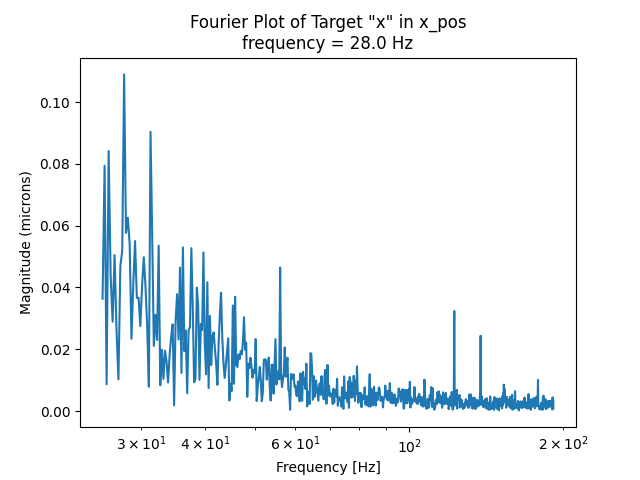 Fourier Plot of Target "x" in x_pos
frequency = 28.0 Hz
Magnitude (microns)
0.10
0.08
0.06
0.04
0.02
0.00
3 × 10¹ 4 × 10¹ 6 × 10¹ 10² 2 × 10²
Frequency [Hz]